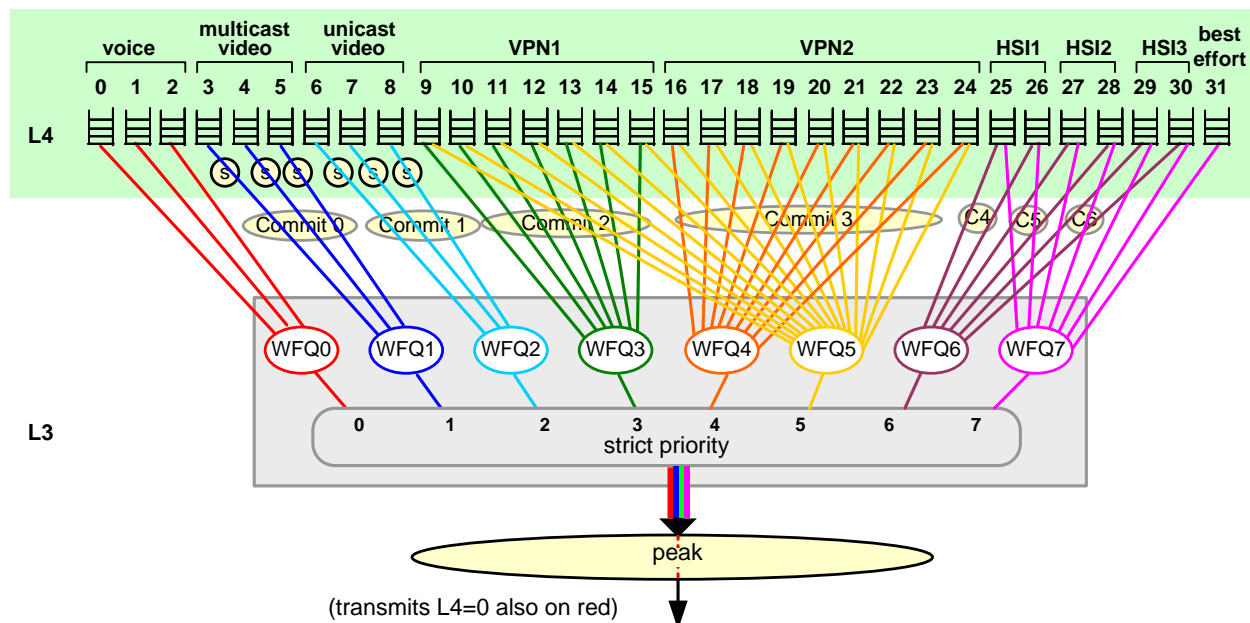 voice multicast video unicast video VPN1 VPN2 HSI1 HSI2 HSI3 best effort
0 1 2 3 4 5 6 7 8 9 10 11 12 13 14 15 16 17 18 19 20 21 22 23 24 25 26 27 28 29 30 31
L4
s s s s s s
Commit 0 Commit 1 Commit 2 Commit 3 C4 C5 C6
WFQ0 WFQ1 WFQ2 WFQ3 WFQ4 WFQ5 WFQ6 WFQ7
L3
0 1 2 3 4 5 6 7
strict priority
peak
(transmits L4=0 also on red)